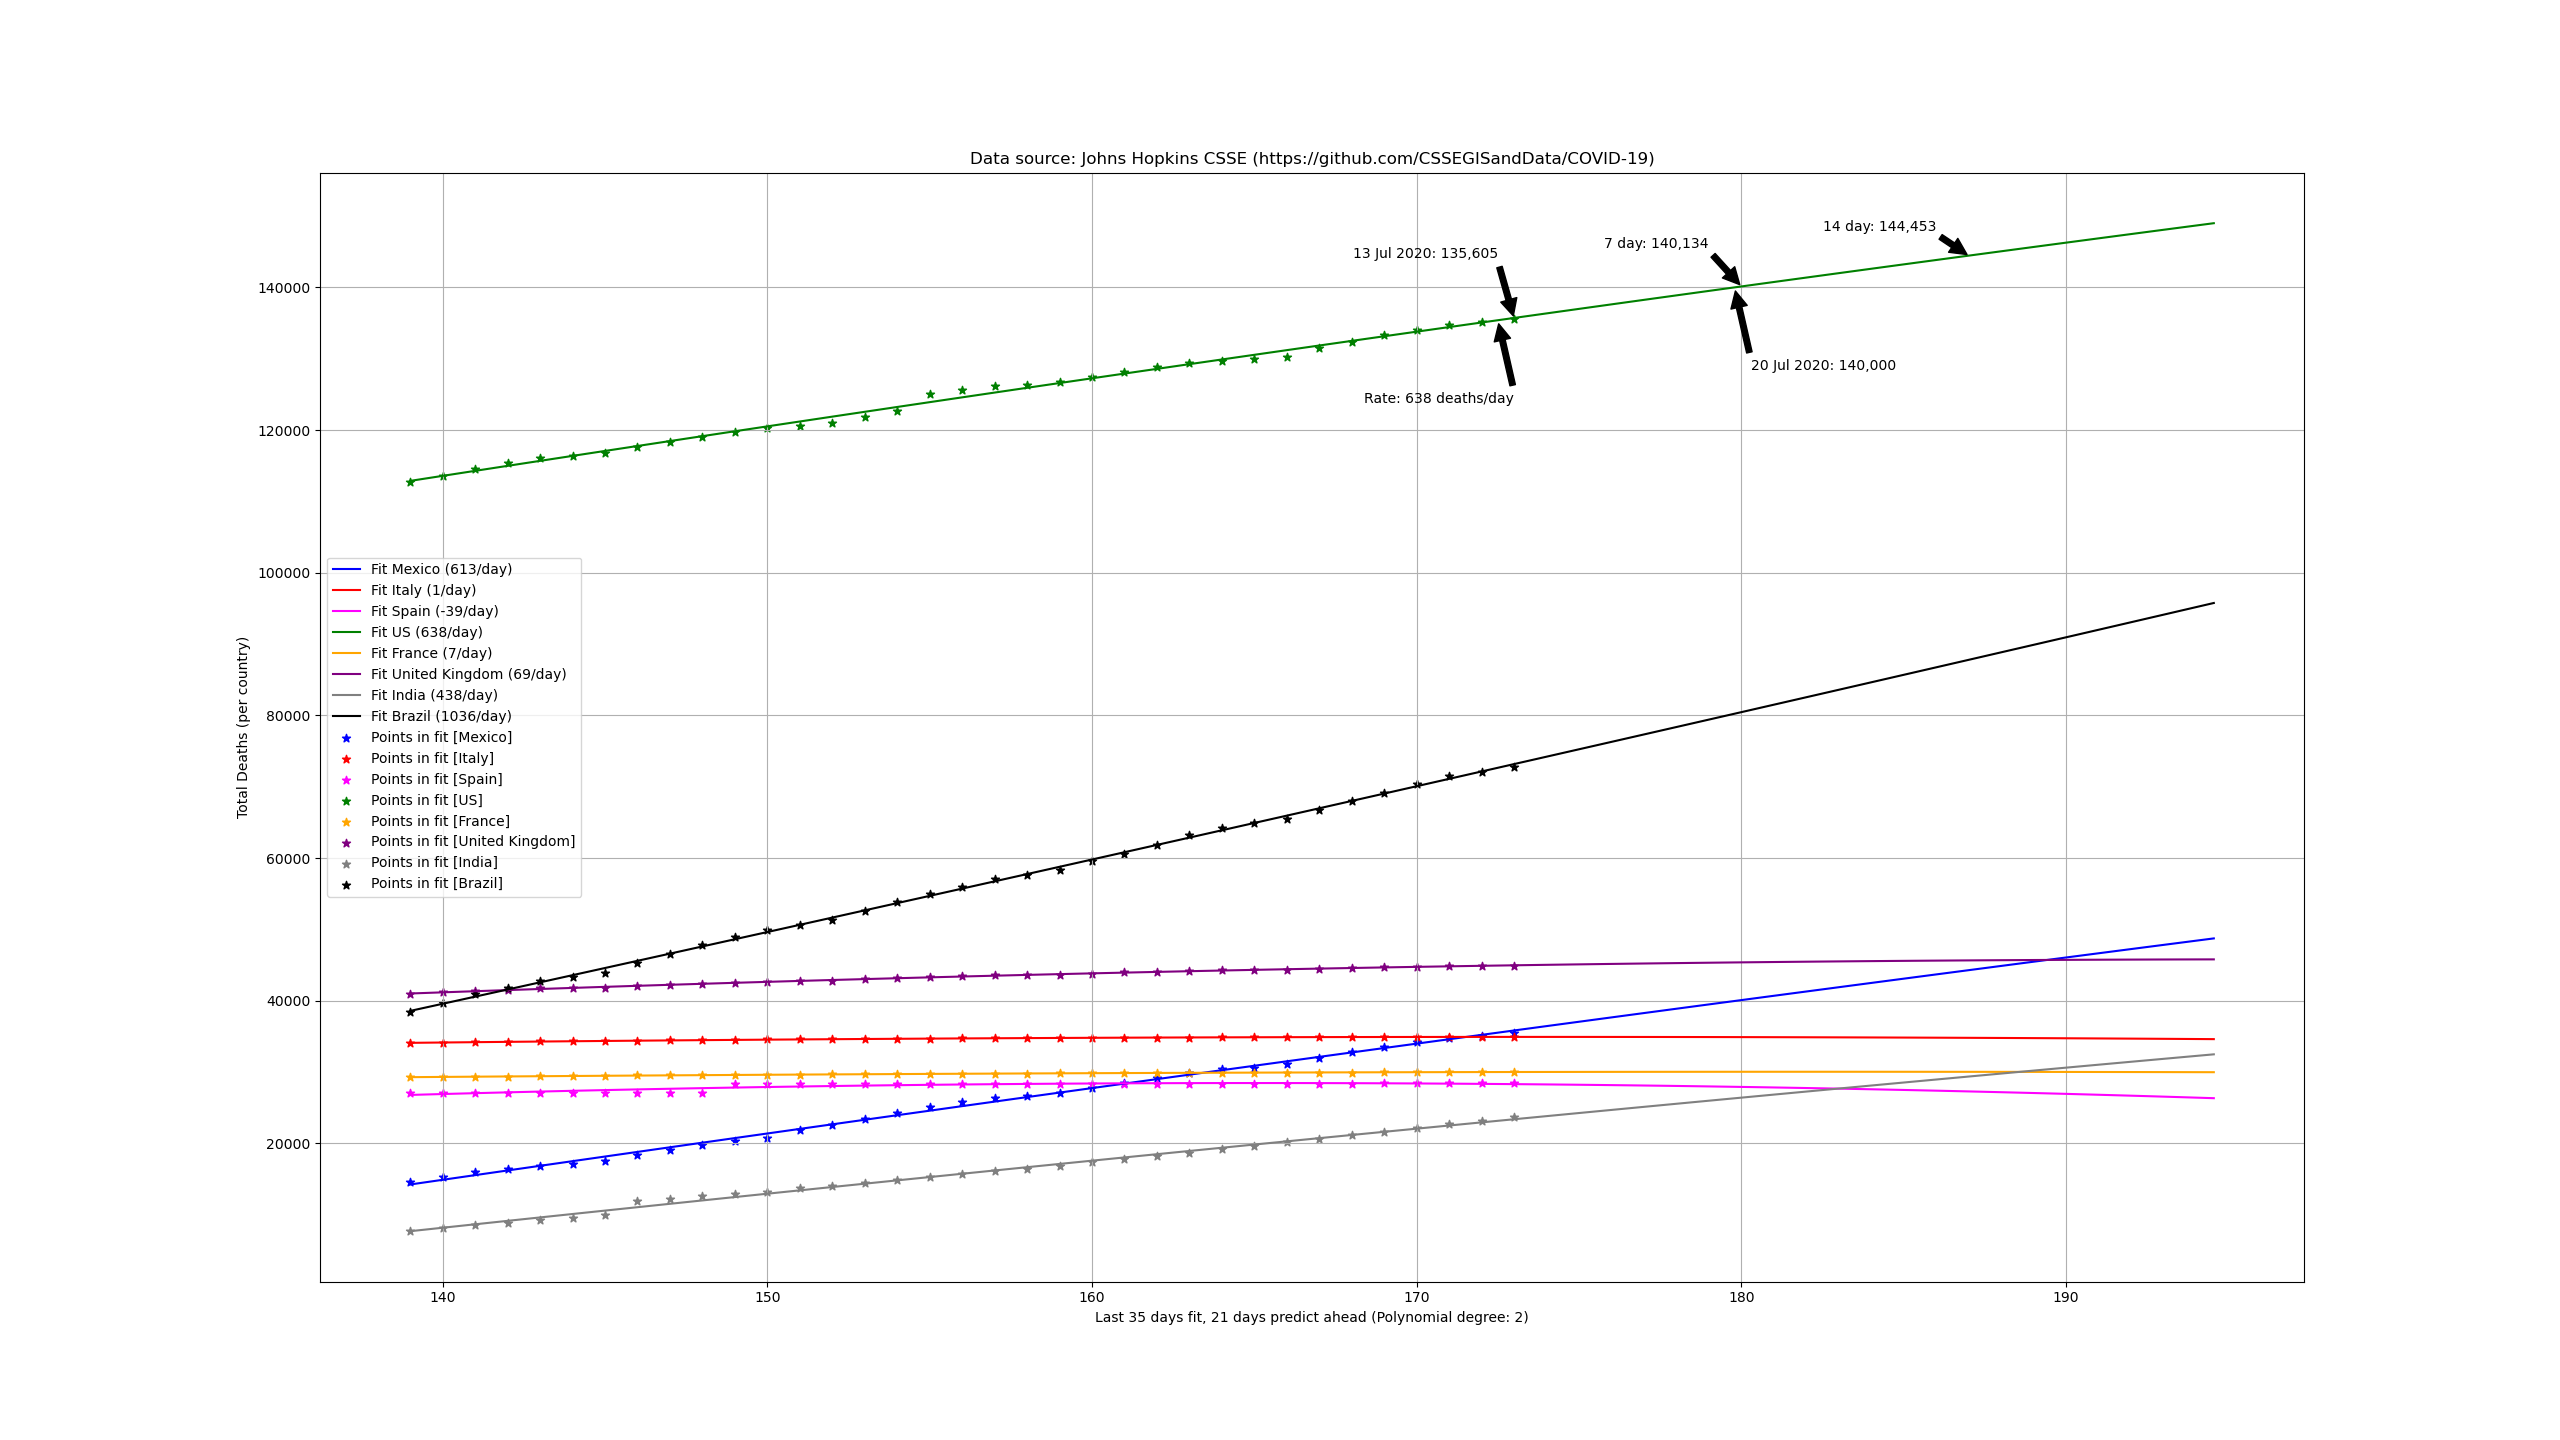 Data source: Johns Hopkins CSSE (https://github.com/CSSEGISandData/COVID-19)
14 day: 144,453
7 day: 140,134
13 Jul 2020: 135,605
20 Jul 2020: 140,000
Rate: 638 deaths/day
Total Deaths (per country)
140000
120000
100000
80000
60000
40000
20000
Fit Mexico (613/day)
Fit Italy (1/day)
Fit Spain (-39/day)
Fit US (638/day)
Fit France (7/day)
Fit United Kingdom (69/day)
Fit India (438/day)
Fit Brazil (1036/day)
Points in fit [Mexico]
Points in fit [Italy]
Points in fit [Spain]
Points in fit [US]
Points in fit [France]
Points in fit [United Kingdom]
Points in fit [India]
Points in fit [Brazil]
140 150 160 170 180 190
Last 35 days fit, 21 days predict ahead (Polynomial degree: 2)